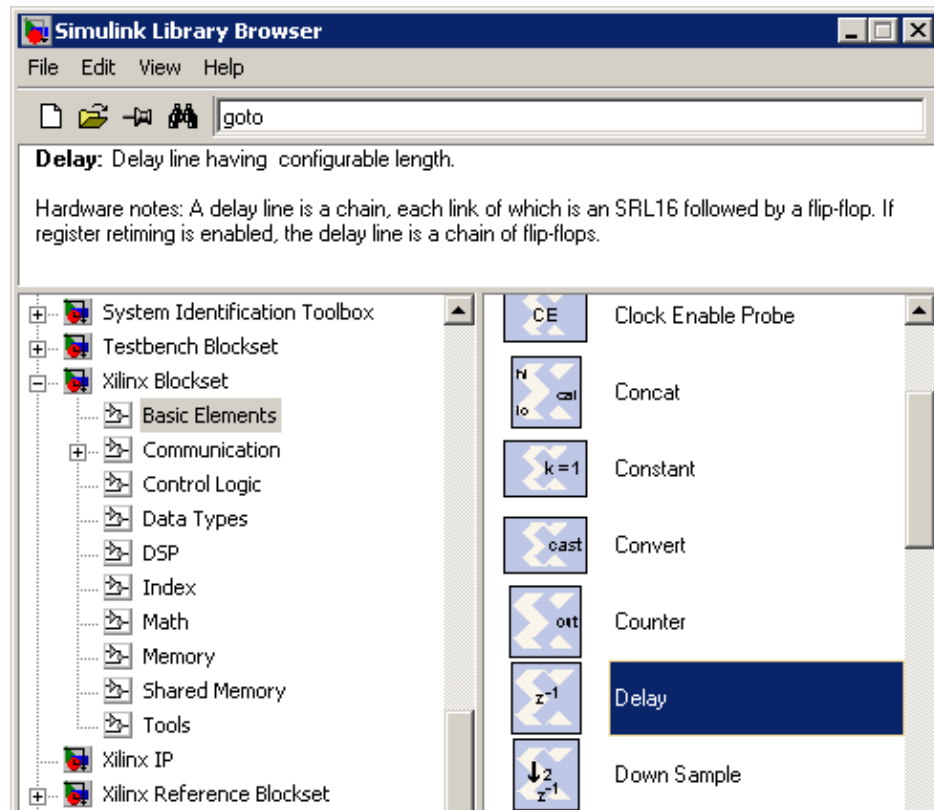 Simulink Library Browser
File Edit View Help
goto
Delay: Delay line having configurable length.
Hardware notes: A delay line is a chain, each link of which is an SRL16 followed by a flip-flop. If
register retiming is enabled, the delay line is a chain of flip-flops.
System Identification Toolbox
Testbench Blockset
Xilinx Blockset
Basic Elements
Communication
Control Logic
Data Types
DSP
Index
Math
Memory
Shared Memory
Tools
Xilinx IP
Xilinx Reference Blockset
CE
Clock Enable Probe
hi
lo
Concat
k = 1
Constant
cast
Convert
out
Counter
z⁻¹
Delay
↓2
z⁻¹
Down Sample